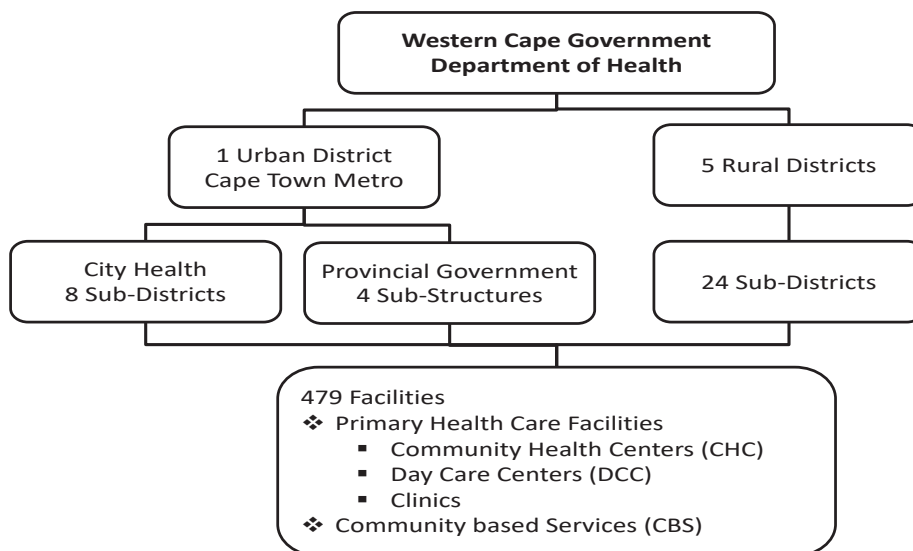 Western Cape Government
Department of Health
1 Urban District
Cape Town Metro
5 Rural Districts
City Health
8 Sub-Districts
Provincial Government
4 Sub-Structures
24 Sub-Districts
479 Facilities
❖ Primary Health Care Facilities
▪ Community Health Centers (CHC)
▪ Day Care Centers (DCC)
▪ Clinics
❖ Community based Services (CBS)